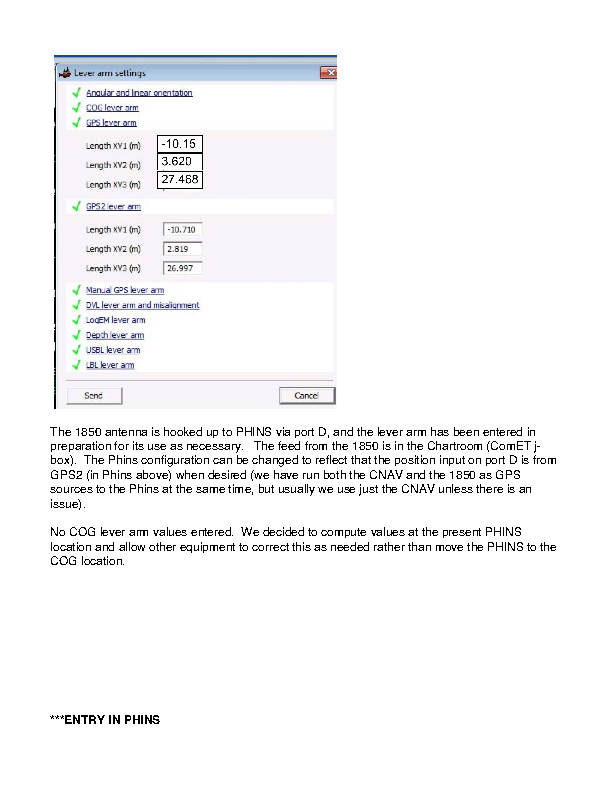 Lever arm settings
Angular and linear orientation
COG lever arm
GPS lever arm
Length XV1 (m) -10.15
Length XV2 (m) 3.620
Length XV3 (m) 27.468
GPS2 lever arm
Length XV1 (m) -10.710
Length XV2 (m) 2.819
Length XV3 (m) 26.997
Manual GPS lever arm
DVL lever arm and misalignment
LogEM lever arm
Depth lever arm
USBL lever arm
LBL lever arm
Send Cancel
The 1850 antenna is hooked up to PHINS via port D, and the lever arm has been entered in
preparation for its use as necessary. The feed from the 1850 is in the Chartroom (ComET j-
box). The Phins configuration can be changed to reflect that the position input on port D is from
GPS2 (in Phins above) when desired (we have run both the CNAV and the 1850 as GPS
sources to the Phins at the same time, but usually we use just the CNAV unless there is an
issue).
No COG lever arm values entered. We decided to compute values at the present PHINS
location and allow other equipment to correct this as needed rather than move the PHINS to the
COG location.
***ENTRY IN PHINS